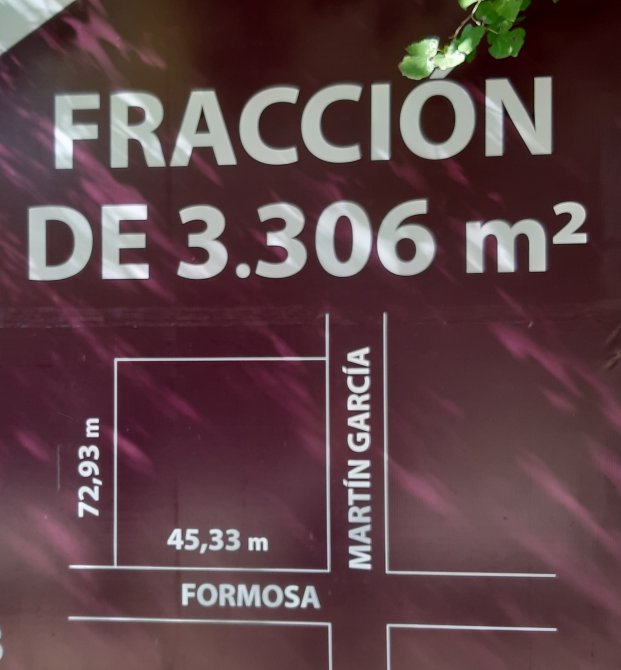 FRACCIÓN
DE 3.306 m²
MARTÍN GARCÍA
72,93 m
45,33 m
FORMOSA